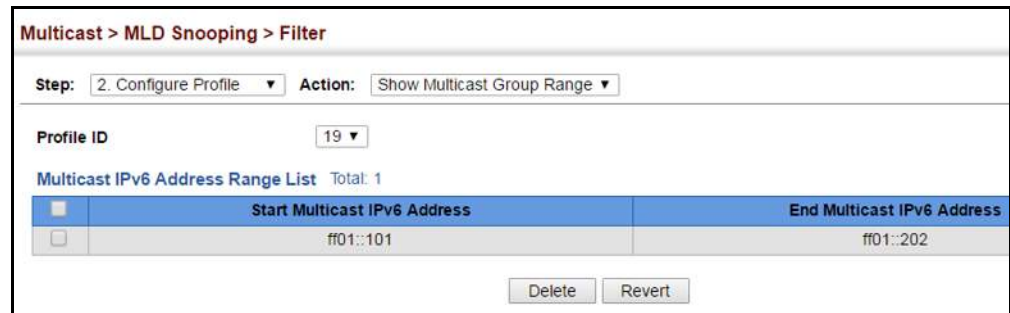 Multicast > MLD Snooping > Filter
Step: 2. Configure Profile Action: Show Multicast Group Range
Profile ID 19
Multicast IPv6 Address Range List Total: 1
Start Multicast IPv6 Address End Multicast IPv6 Address
ff01::101 ff01::202
Delete Revert